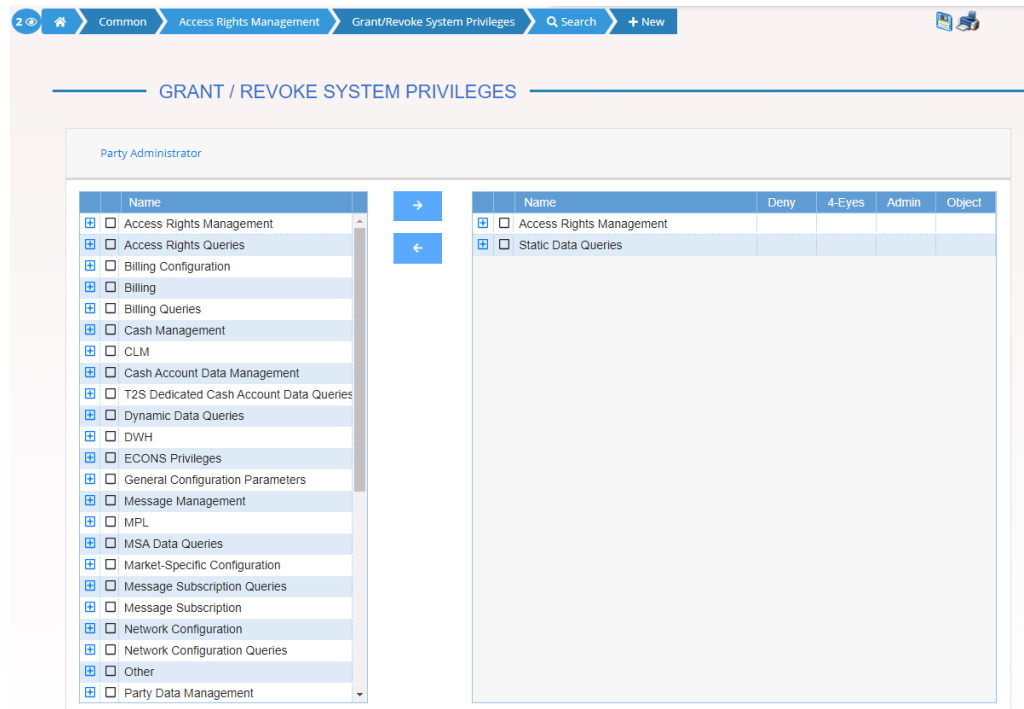 2 Common Access Rights Management Grant/Revoke System Privileges Search + New
GRANT / REVOKE SYSTEM PRIVILEGES
Party Administrator
Name
Access Rights Management
Access Rights Queries
Billing Configuration
Billing
Billing Queries
Cash Management
CLM
Cash Account Data Management
T2S Dedicated Cash Account Data Queries
Dynamic Data Queries
DWH
ECONS Privileges
General Configuration Parameters
Message Management
MPL
MSA Data Queries
Market-Specific Configuration
Message Subscription Queries
Message Subscription
Network Configuration
Network Configuration Queries
Other
Party Data Management
Name Deny 4-Eyes Admin Object
Access Rights Management
Static Data Queries